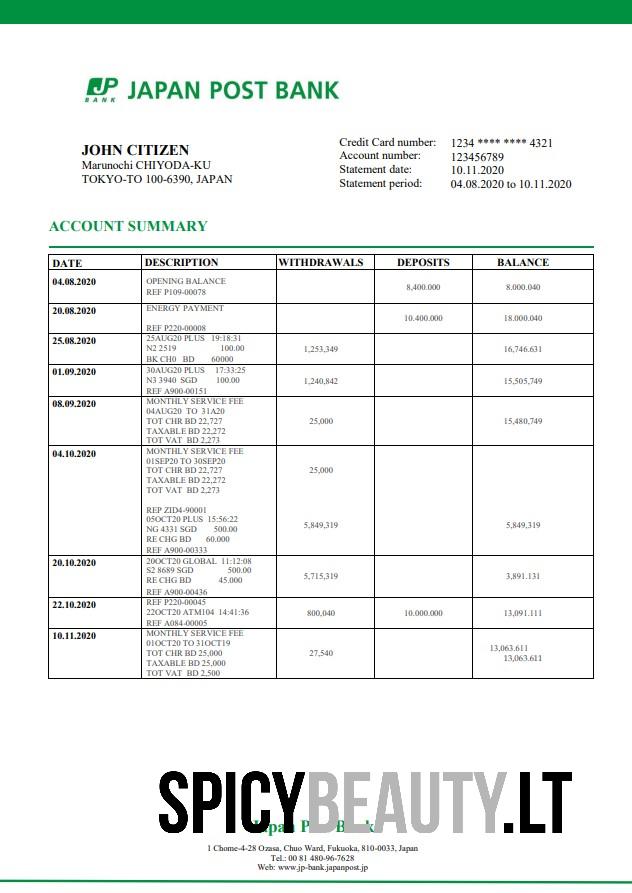 JP
BANK
JAPAN POST BANK
JOHN CITIZEN
Marunochi CHIYODA-KU
TOKYO-TO 100-6390, JAPAN
Credit Card number: 1234 **** **** 4321
Account number: 123456789
Statement date: 10.11.2020
Statement period: 04.08.2020 to 10.11.2020
ACCOUNT SUMMARY
DATE DESCRIPTION WITHDRAWALS DEPOSITS BALANCE
04.08.2020 OPENING BALANCE
REF P109-00078 8,400.000 8.000.040
20.08.2020 ENERGY PAYMENT
10.400.000 18.000.040
REF P220-00008
25.08.2020 25AUG20 PLUS 19:18:31
N2 2519 100.00 1,253,349 16,746.631
BK CH0 BD 60000
01.09.2020 30AUG20 PLUS 17:33:25
N3 3940 SGD 100.00 1,240,842 15,505,749
REF A900-00151
08.09.2020 MONTHLY SERVICE FEE
04AUG20 TO 31A20
TOT CHR BD 22,727 25,000 15,480,749
TAXABLE BD 22,272
TOT VAT BD 2,273
04.10.2020 MONTHLY SERVICE FEE
01SEP20 TO 30SEP20
TOT CHR BD 22,727 25,000
TAXABLE BD 22,272
TOT VAT BD 2,273
REP ZID4-90001
05OCT20 PLUS 15:56:22
NG 4331 SGD 500.00 5,849,319 5,849,319
RE CHG BD 60.000
REF A900-00333
20.10.2020 20OCT20 GLOBAL 11:12:08
S2 8689 SGD 500.00 5,715,319 3,891.131
RE CHG BD 45.000
REF A900-00436
22.10.2020 REF P220-00045
22OCT20 ATM104 14:41:36 800,040 10.000.000 13,091.111
REF A084-00005
10.11.2020 MONTHLY SERVICE FEE
01OCT20 TO 31OCT19 13,063.611
TOT CHR BD 25,000 27,540 13,063.611
TAXABLE BD 25,000
TOT VAT BD 2,500
SPICYBEAUTY.LT
1 Chome-4-28 Ozasa, Chuo Ward, Fukuoka, 810-0033, Japan
Tel.: 00 81 480-96-7628
Web: www.jp-bank.japanpost.jp